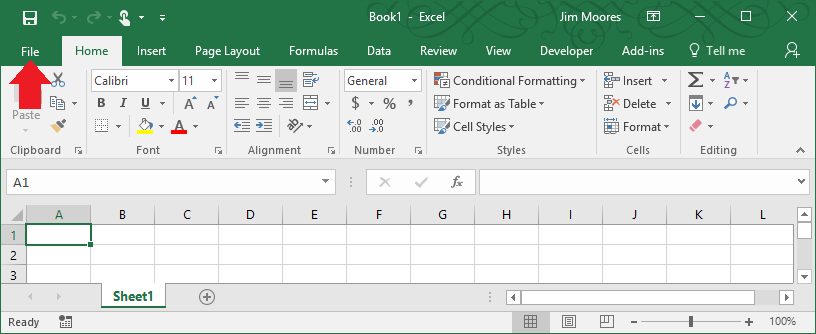 Book1 - Excel Jim Moores
File Home Insert Page Layout Formulas Data Review View Developer Add-ins Tell me
Calibri 11 General Conditional Formatting Insert
Paste B I U A A $ % , Format as Table Delete
A .0 .00 Cell Styles Format
Clipboard Font Alignment Number Styles Cells Editing
A1 fx
A B C D E F G H I J K L
1
2
3
Sheet1
Ready 100%